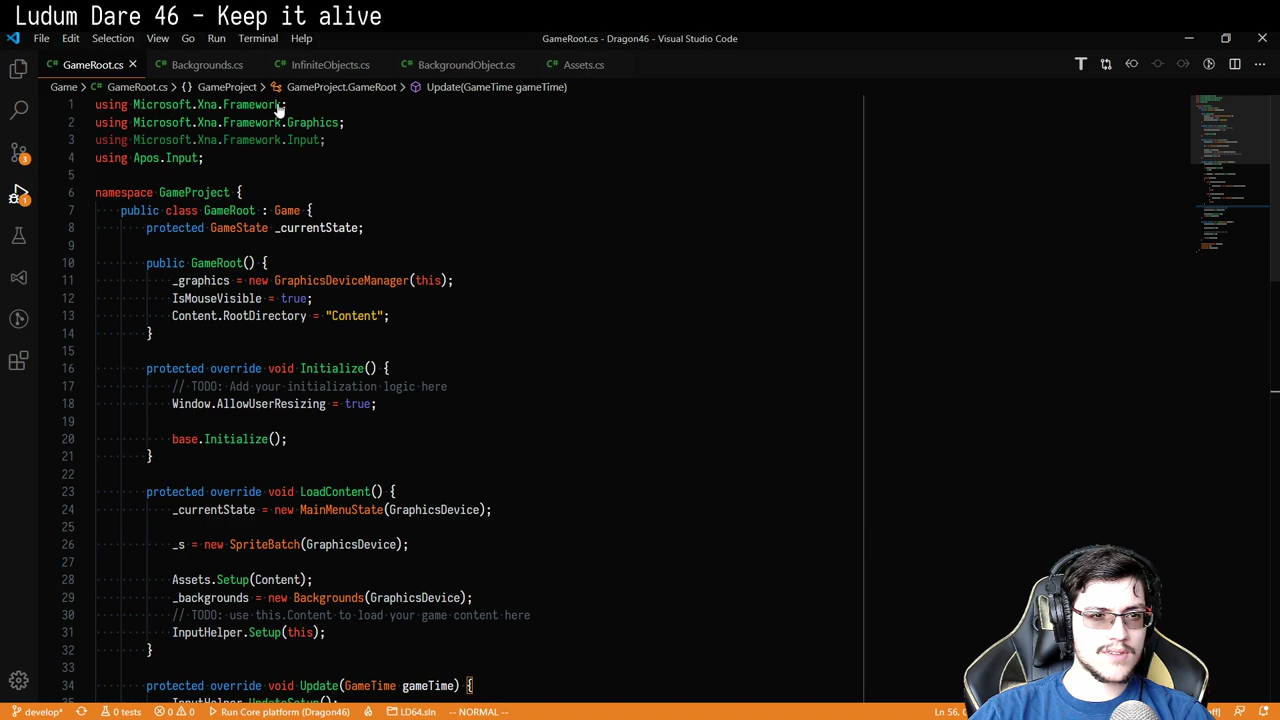 Ludum Dare 46 - Keep it alive
File Edit Selection View Go Run Terminal Help
GameRoot.cs - Dragon46 - Visual Studio Code
C# GameRoot.cs C# Backgrounds.cs C# InfiniteObjects.cs C# BackgroundObject.cs C# Assets.cs
Game > C# GameRoot.cs > {} GameProject > GameProject.GameRoot > Update(GameTime gameTime)
1 using Microsoft.Xna.Framework;
2 using Microsoft.Xna.Framework.Graphics;
3 using Microsoft.Xna.Framework.Input;
4 using Apos.Input;
5
6 namespace GameProject {
7 public class GameRoot : Game {
8 protected GameState _currentState;
9
10 public GameRoot() {
11 _graphics = new GraphicsDeviceManager(this);
12 IsMouseVisible = true;
13 Content.RootDirectory = "Content";
14 }
15
16 protected override void Initialize() {
17 // TODO: Add your initialization logic here
18 Window.AllowUserResizing = true;
19
20 base.Initialize();
21 }
22
23 protected override void LoadContent() {
24 _currentState = new MainMenuState(GraphicsDevice);
25
26 _s = new SpriteBatch(GraphicsDevice);
27
28 Assets.Setup(Content);
29 _backgrounds = new Backgrounds(GraphicsDevice);
30 // TODO: use this.Content to load your game content here
31 InputHelper.Setup(this);
32 }
33
34 protected override void Update(GameTime gameTime) {
35 InputHelper.UpdateSetup();
3
1
develop* 0 tests 0 0 Run Core platform (Dragon46) LD64.sln -- NORMAL -- Ln 56,